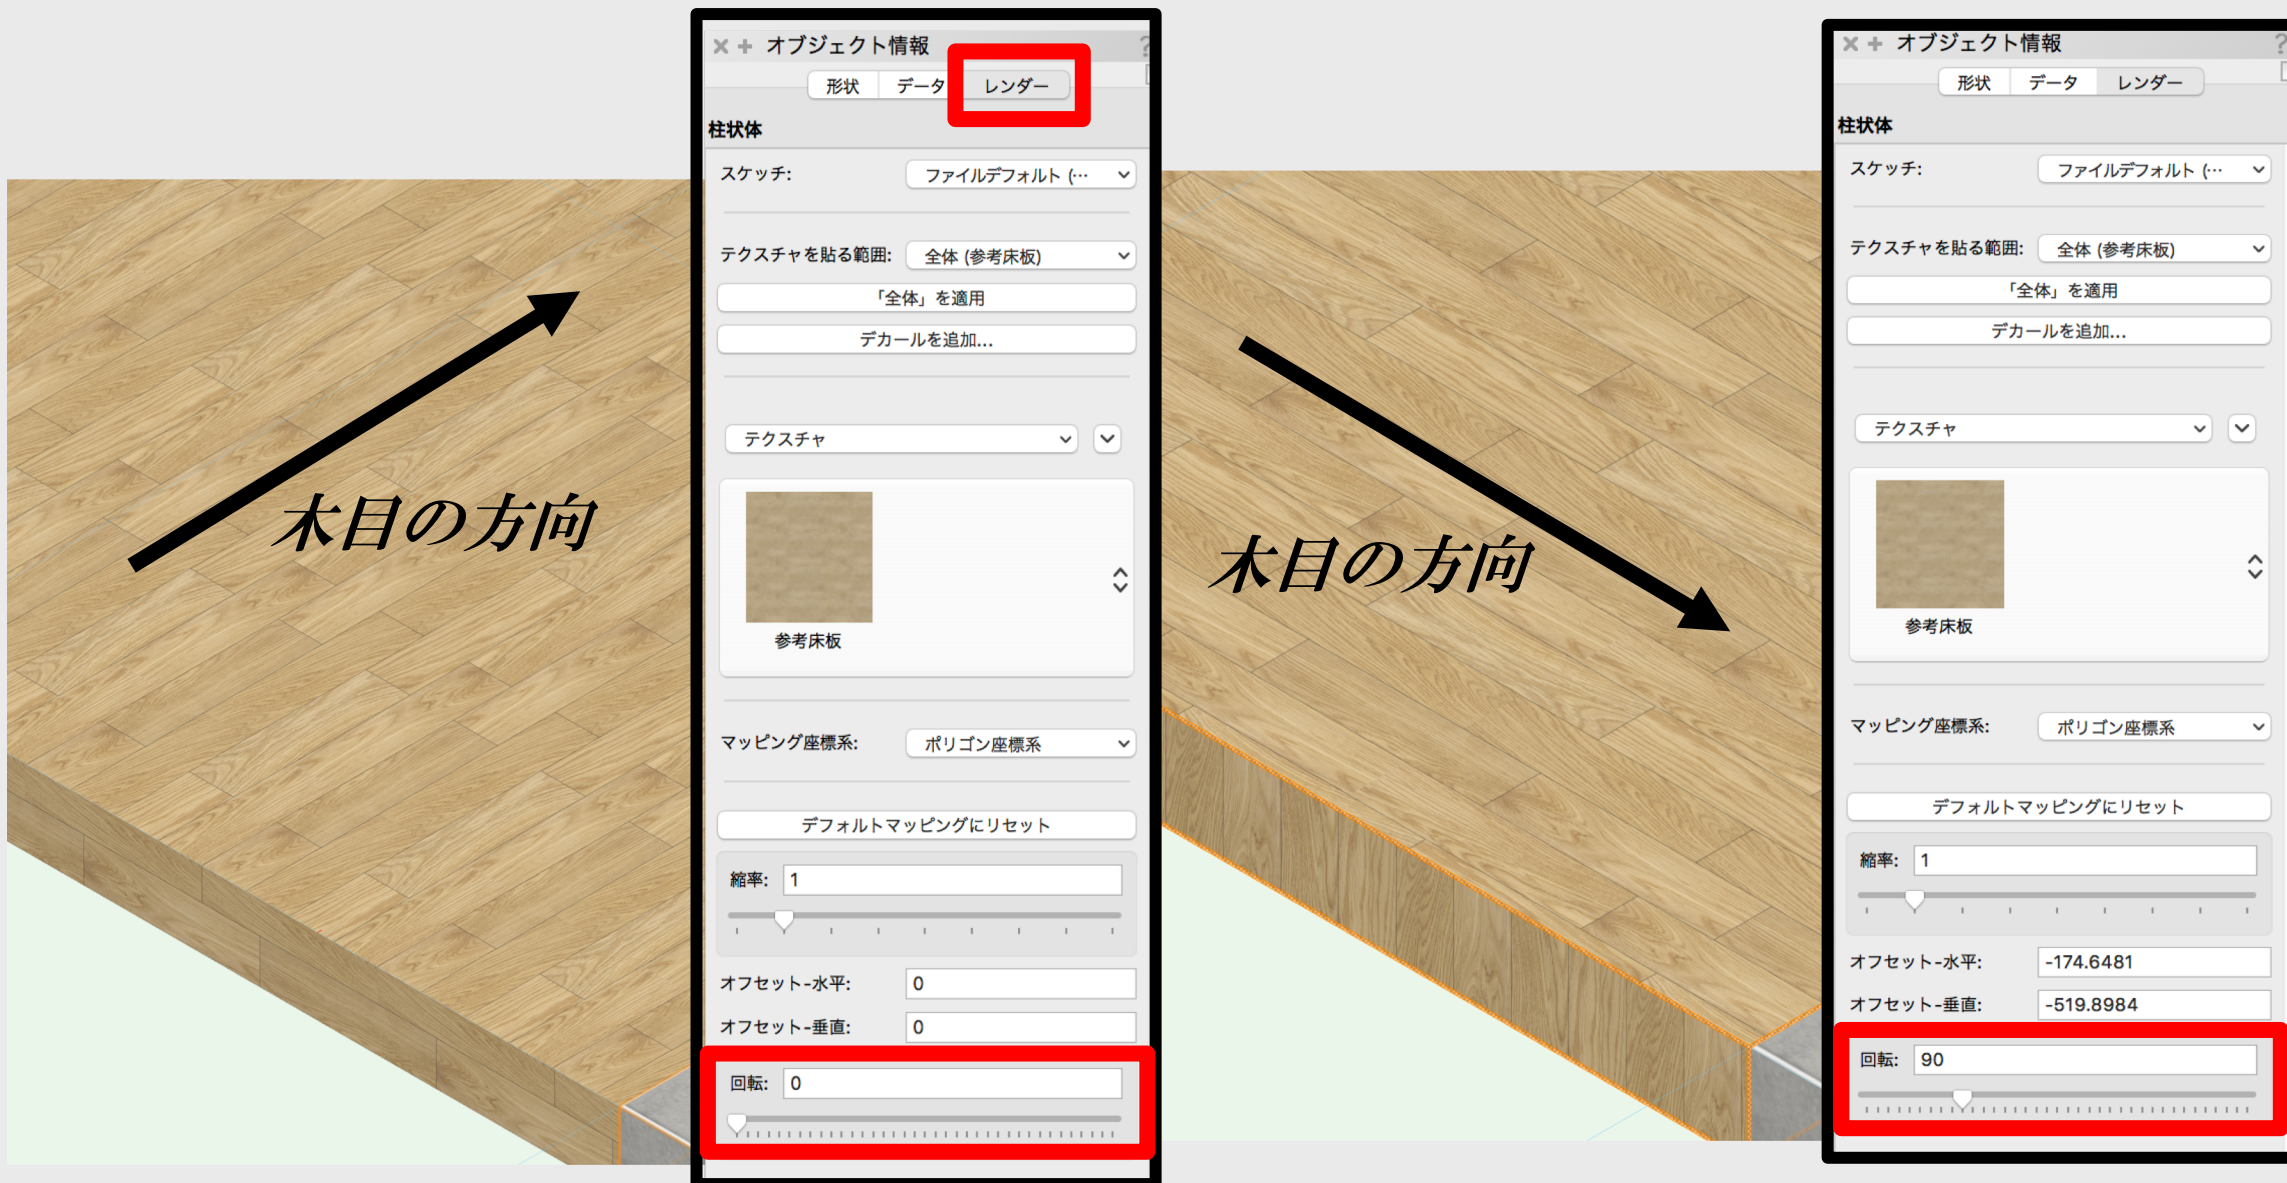 木目の方向
オブジェクト情報
?
形状 データ レンダー
柱状体
スケッチ: ファイルデフォルト (…
テクスチャを貼る範囲: 全体 (参考床板)
「全体」を適用
デカールを追加...
テクスチャ
参考床板
マッピング座標系: ポリゴン座標系
デフォルトマッピングにリセット
縮率: 1
オフセット-水平: 0
オフセット-垂直: 0
回転: 0
木目の方向
オブジェクト情報
?
形状 データ レンダー
柱状体
スケッチ: ファイルデフォルト (…
テクスチャを貼る範囲: 全体 (参考床板)
「全体」を適用
デカールを追加...
テクスチャ
参考床板
マッピング座標系: ポリゴン座標系
デフォルトマッピングにリセット
縮率: 1
オフセット-水平: -174.6481
オフセット-垂直: -519.8984
回転: 90